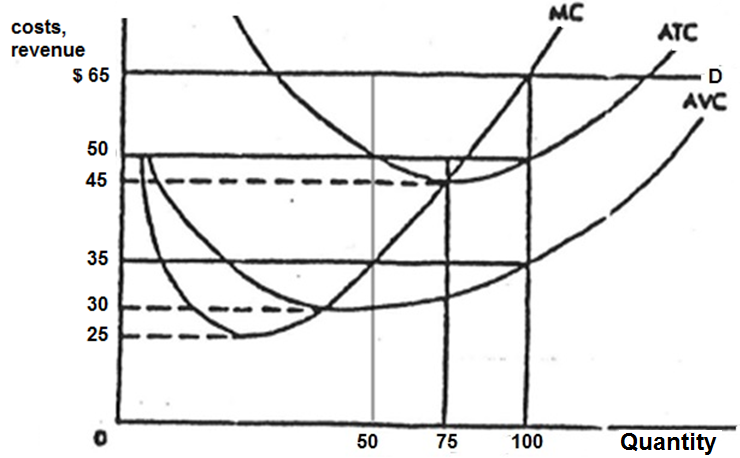 costs,
revenue
MC
ATC
$ 65
D
AVC
50
45
35
30
25
0
50
75
100
Quantity